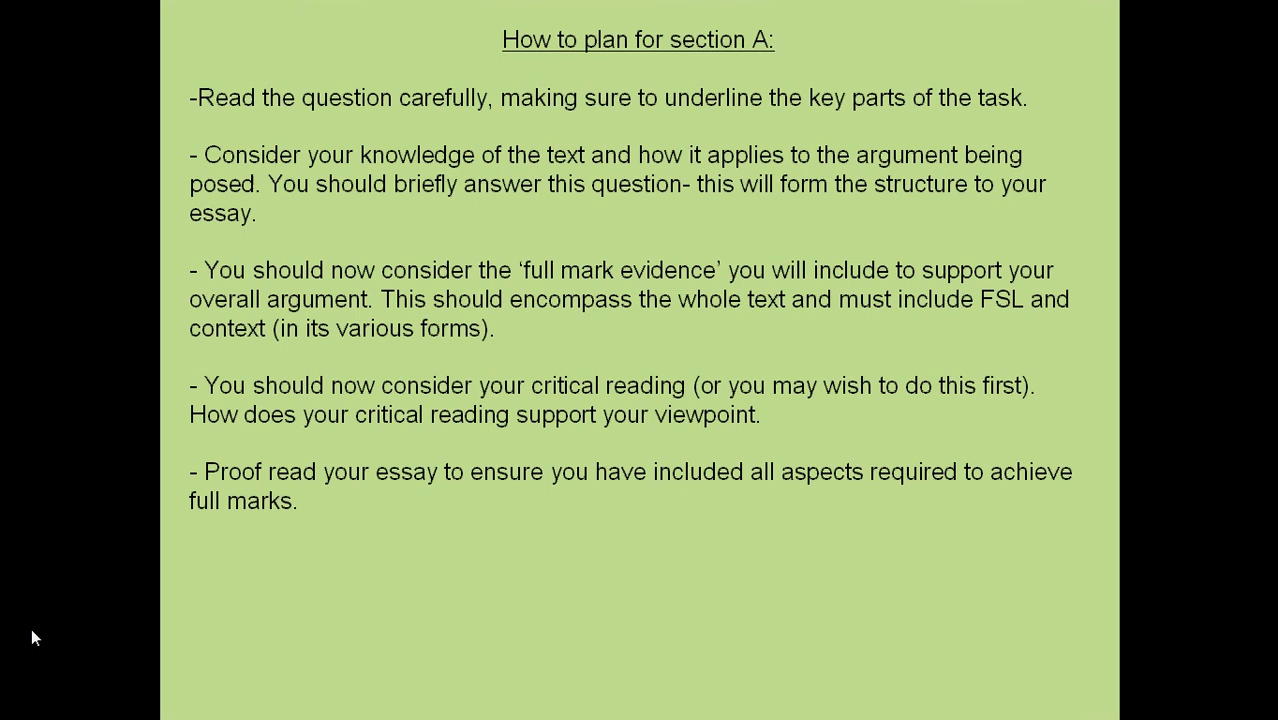 How to plan for section A:
-Read the question carefully, making sure to underline the key parts of the task.
- Consider your knowledge of the text and how it applies to the argument being
posed. You should briefly answer this question- this will form the structure to your
essay.
- You should now consider the ‘full mark evidence’ you will include to support your
overall argument. This should encompass the whole text and must include FSL and
context (in its various forms).
- You should now consider your critical reading (or you may wish to do this first).
How does your critical reading support your viewpoint.
- Proof read your essay to ensure you have included all aspects required to achieve
full marks.